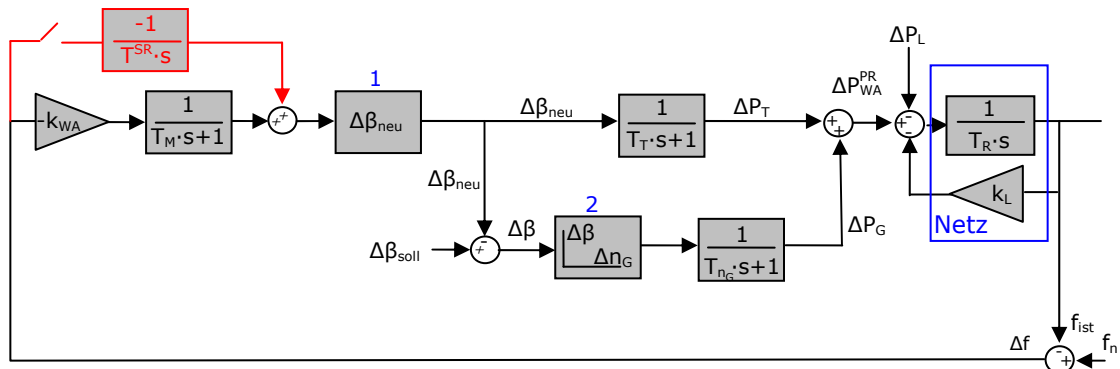 -1
T^SR·s
1
ΔP_L
ΔP_WA^PR
-k_WA
1
T_M·s+1
+
+
Δβ_neu
Δβ_neu
1
T_T·s+1
ΔP_T
+
+
-
-
1
T_R·s
k_L
Netz
Δβ_neu
2
Δβ_soll
+
-
Δβ
Δβ
Δn_G
1
T_n_G·s+1
ΔP_G
f_ist
Δf
-
+
-+
f_n